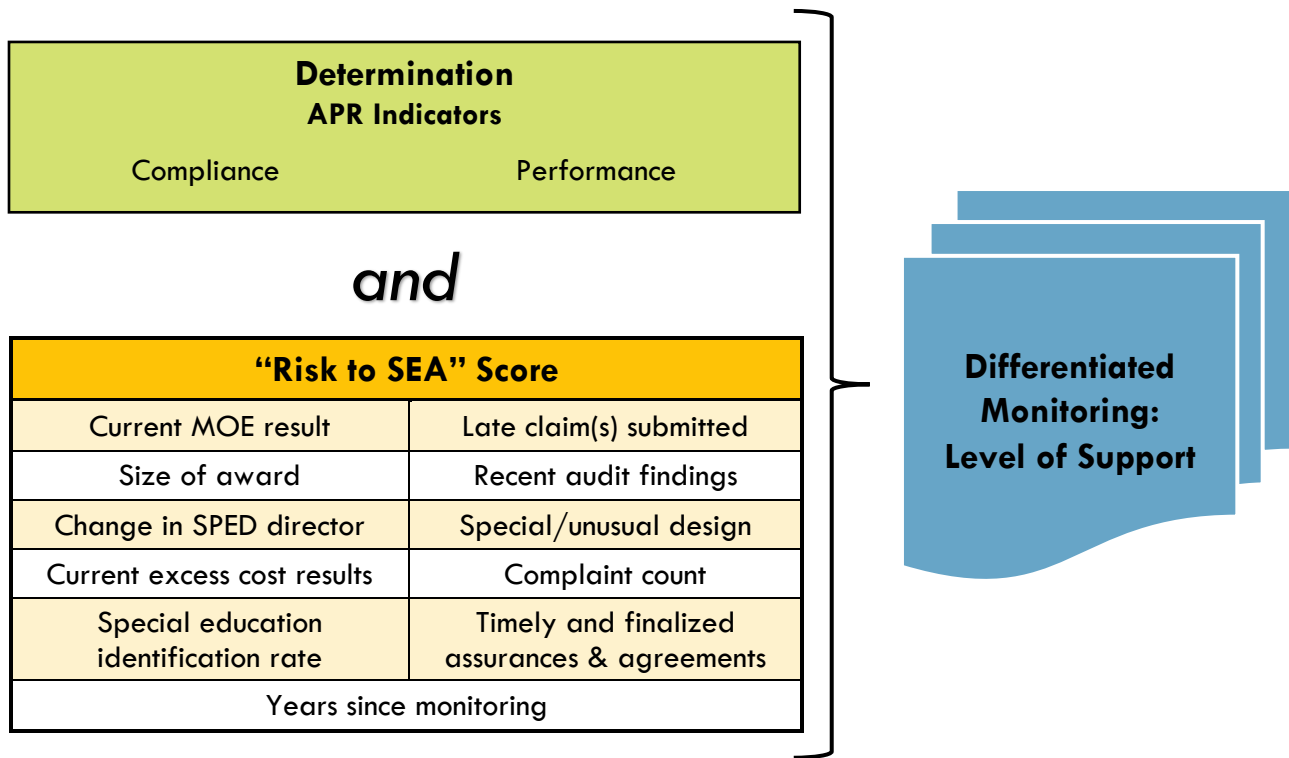 Determination
APR Indicators
Compliance Performance
and
“Risk to SEA” Score
Current MOE result Late claim(s) submitted
Size of award Recent audit findings
Change in SPED director Special/unusual design
Current excess cost results Complaint count
Special education
identification rate
Timely and finalized
assurances & agreements
Years since monitoring
Differentiated
Monitoring:
Level of Support